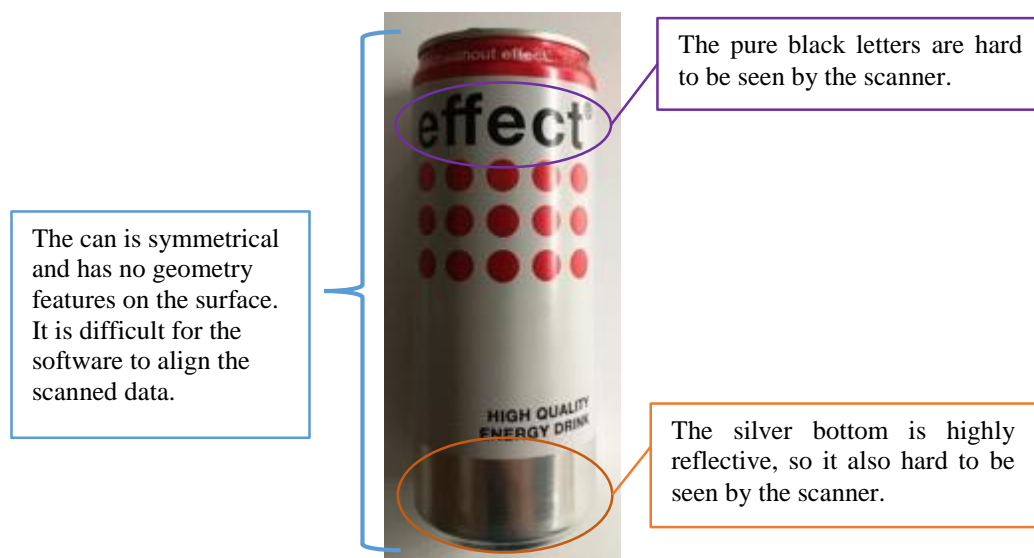 The pure black letters are hard
to be seen by the scanner.
without effect
effect®
The can is symmetrical
and has no geometry
features on the surface.
It is difficult for the
software to align the
scanned data.
HIGH QUALITY
ENERGY DRINK
The silver bottom is highly
reflective, so it also hard to be
seen by the scanner.